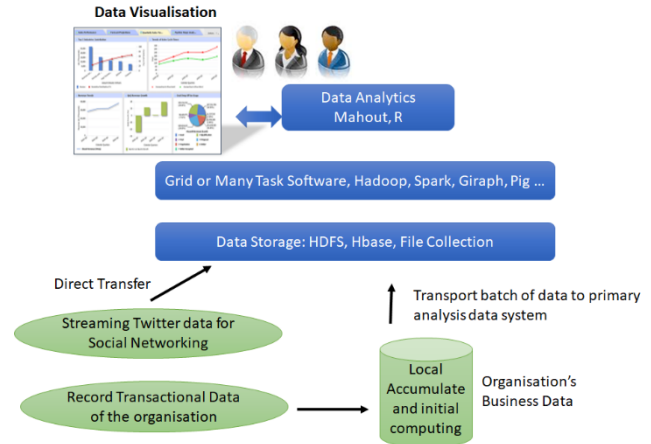 Data Visualisation
Data Analytics
Mahout, R
Grid or Many Task Software, Hadoop, Spark, Giraph, Pig ...
Data Storage: HDFS, Hbase, File Collection
Direct Transfer
Transport batch of data to primary
analysis data system
Streaming Twitter data for
Social Networking
Local
Accumulate
and initial
computing
Organisation's
Business Data
Record Transactional Data
of the organisation